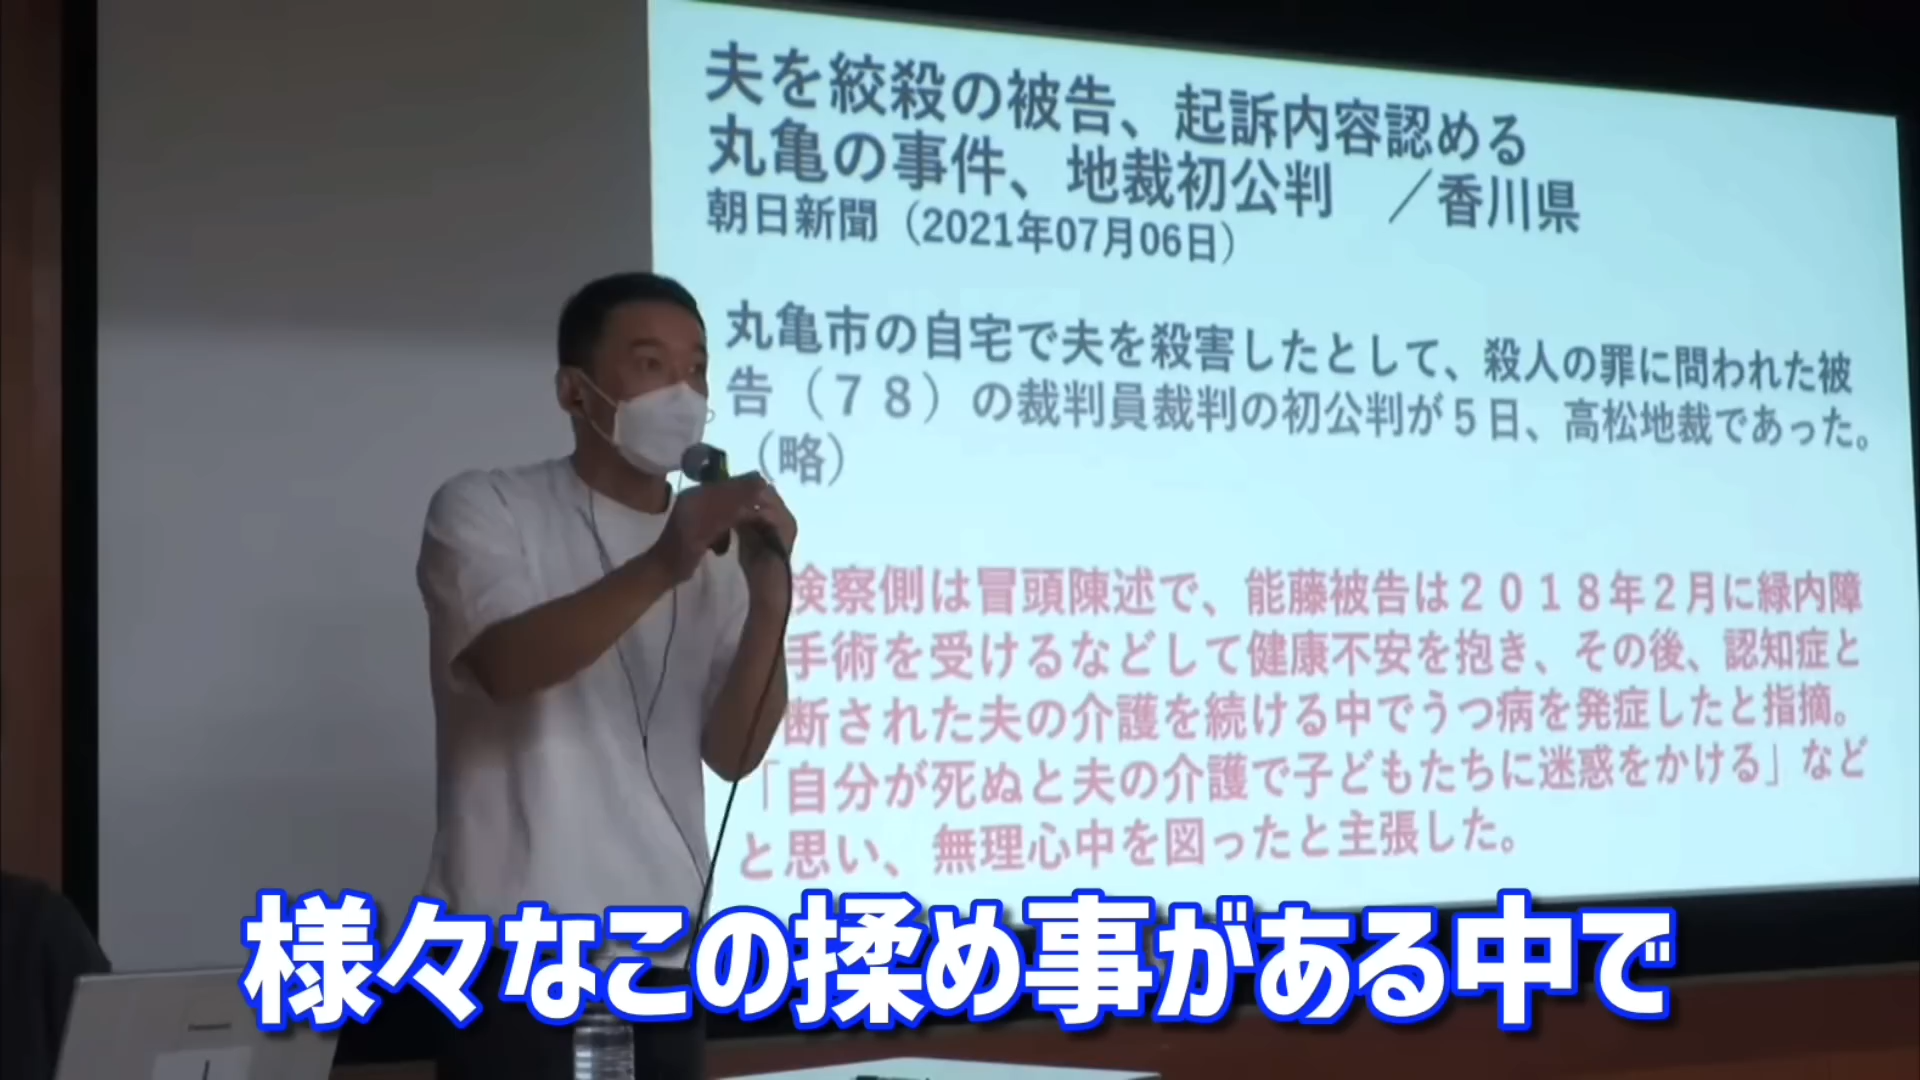 夫を絞殺の被告、起訴内容認める
丸亀の事件、地裁初公判　／香川県
朝日新聞（2021年07月06日）
丸亀市の自宅で夫を殺害したとして、殺人の罪に問われた被
告（７８）の裁判員裁判の初公判が５日、高松地裁であった。
（略）
検察側は冒頭陳述で、能藤被告は２０１８年２月に緑内障
手術を受けるなどして健康不安を抱き、その後、認知症と
断された夫の介護を続ける中でうつ病を発症したと指摘。
「自分が死ぬと夫の介護で子どもたちに迷惑をかける」など
と思い、無理心中を図ったと主張した。
様々なこの揉め事がある中で